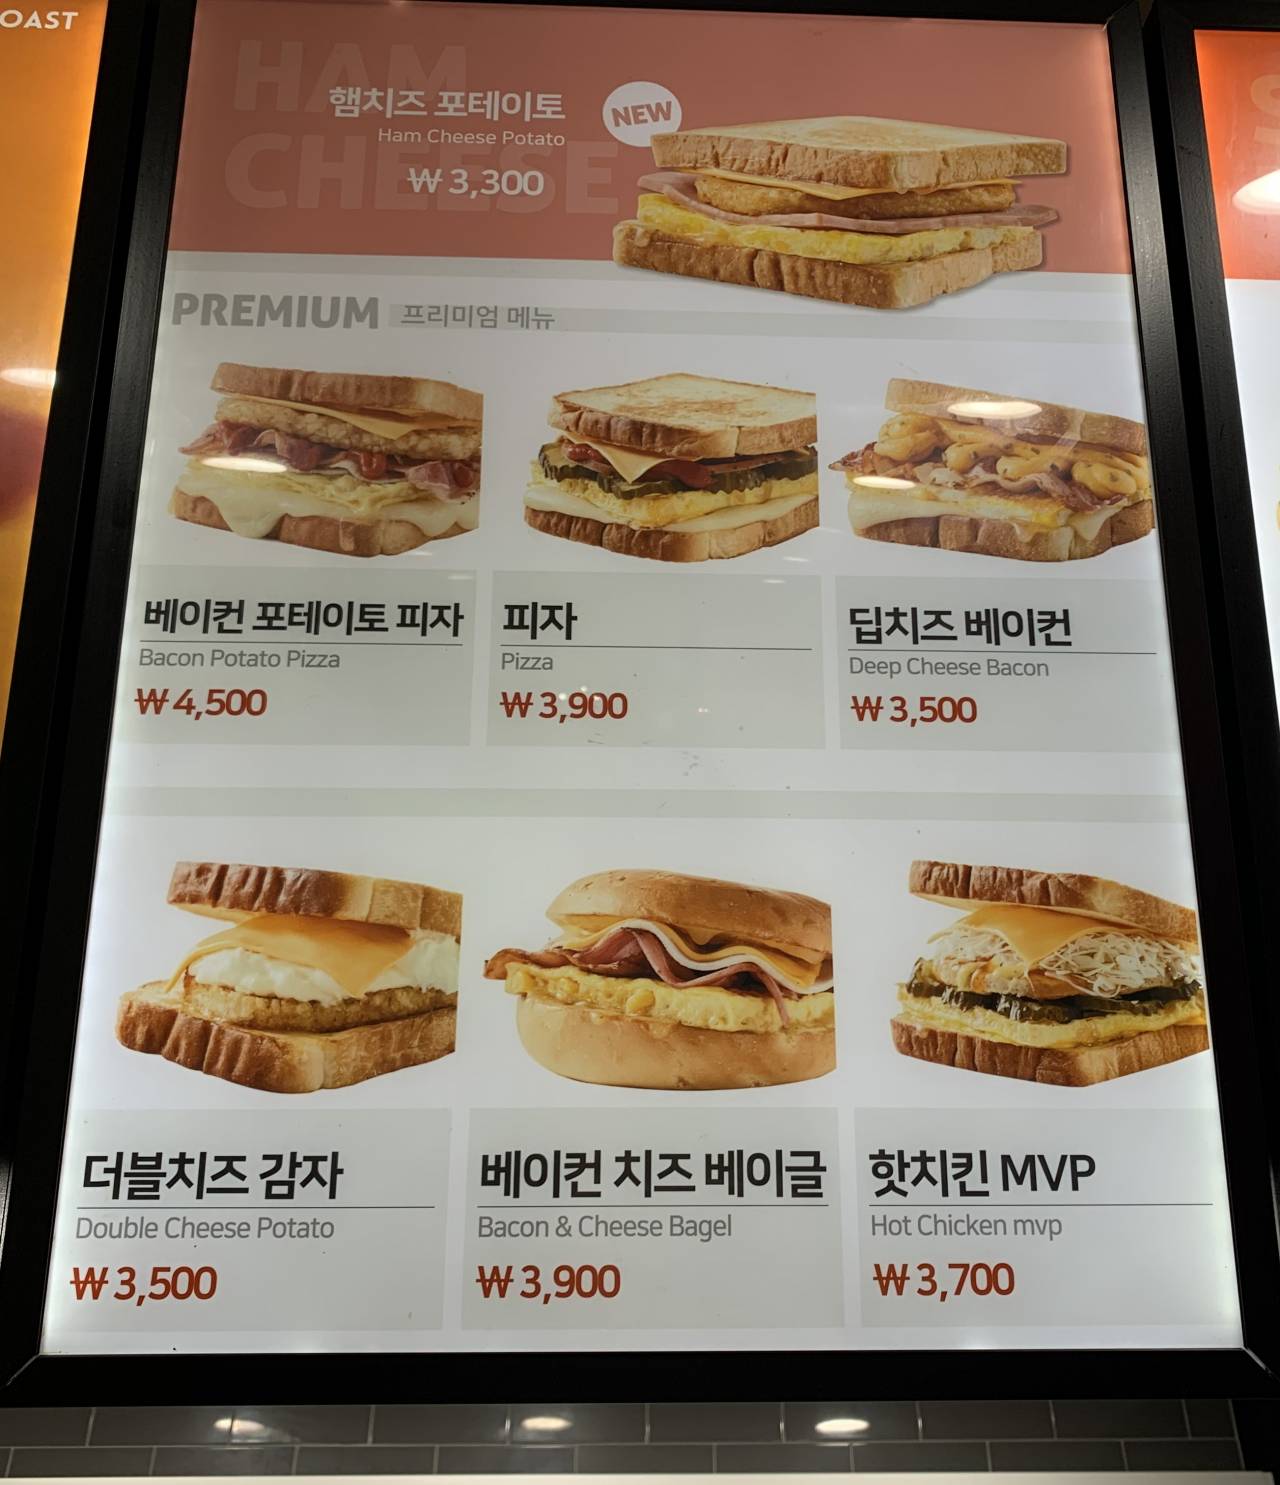 OAST
HAM
CHEESE
햄치즈 포테이토
Ham Cheese Potato
₩3,300
NEW
PREMIUM 프리미엄 메뉴
베이컨 포테이토 피자
Bacon Potato Pizza
₩4,500
피자
Pizza
₩3,900
딥치즈 베이컨
Deep Cheese Bacon
₩3,500
더블치즈 감자
Double Cheese Potato
₩3,500
베이컨 치즈 베이글
Bacon & Cheese Bagel
₩3,900
핫치킨 MVP
Hot Chicken mvp
₩3,700